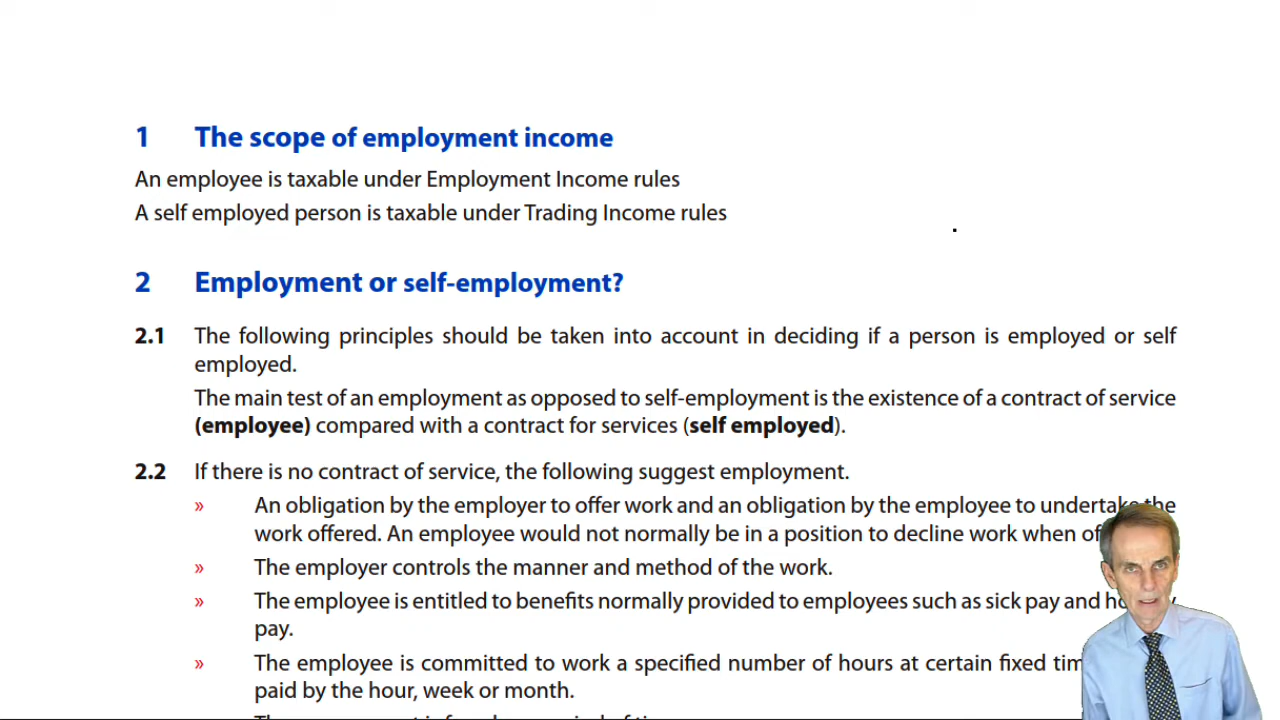 1 The scope of employment income
An employee is taxable under Employment Income rules
A self employed person is taxable under Trading Income rules
2 Employment or self-employment?
2.1 The following principles should be taken into account in deciding if a person is employed or self
employed.
The main test of an employment as opposed to self-employment is the existence of a contract of service
(employee) compared with a contract for services (self employed).
2.2 If there is no contract of service, the following suggest employment.
» An obligation by the employer to offer work and an obligation by the employee to undertake the
work offered. An employee would not normally be in a position to decline work when
» The employer controls the manner and method of the work.
» The employee is entitled to benefits normally provided to employees such as sick pay and
pay.
» The employee is committed to work a specified number of hours at certain fixed
paid by the hour, week or month.